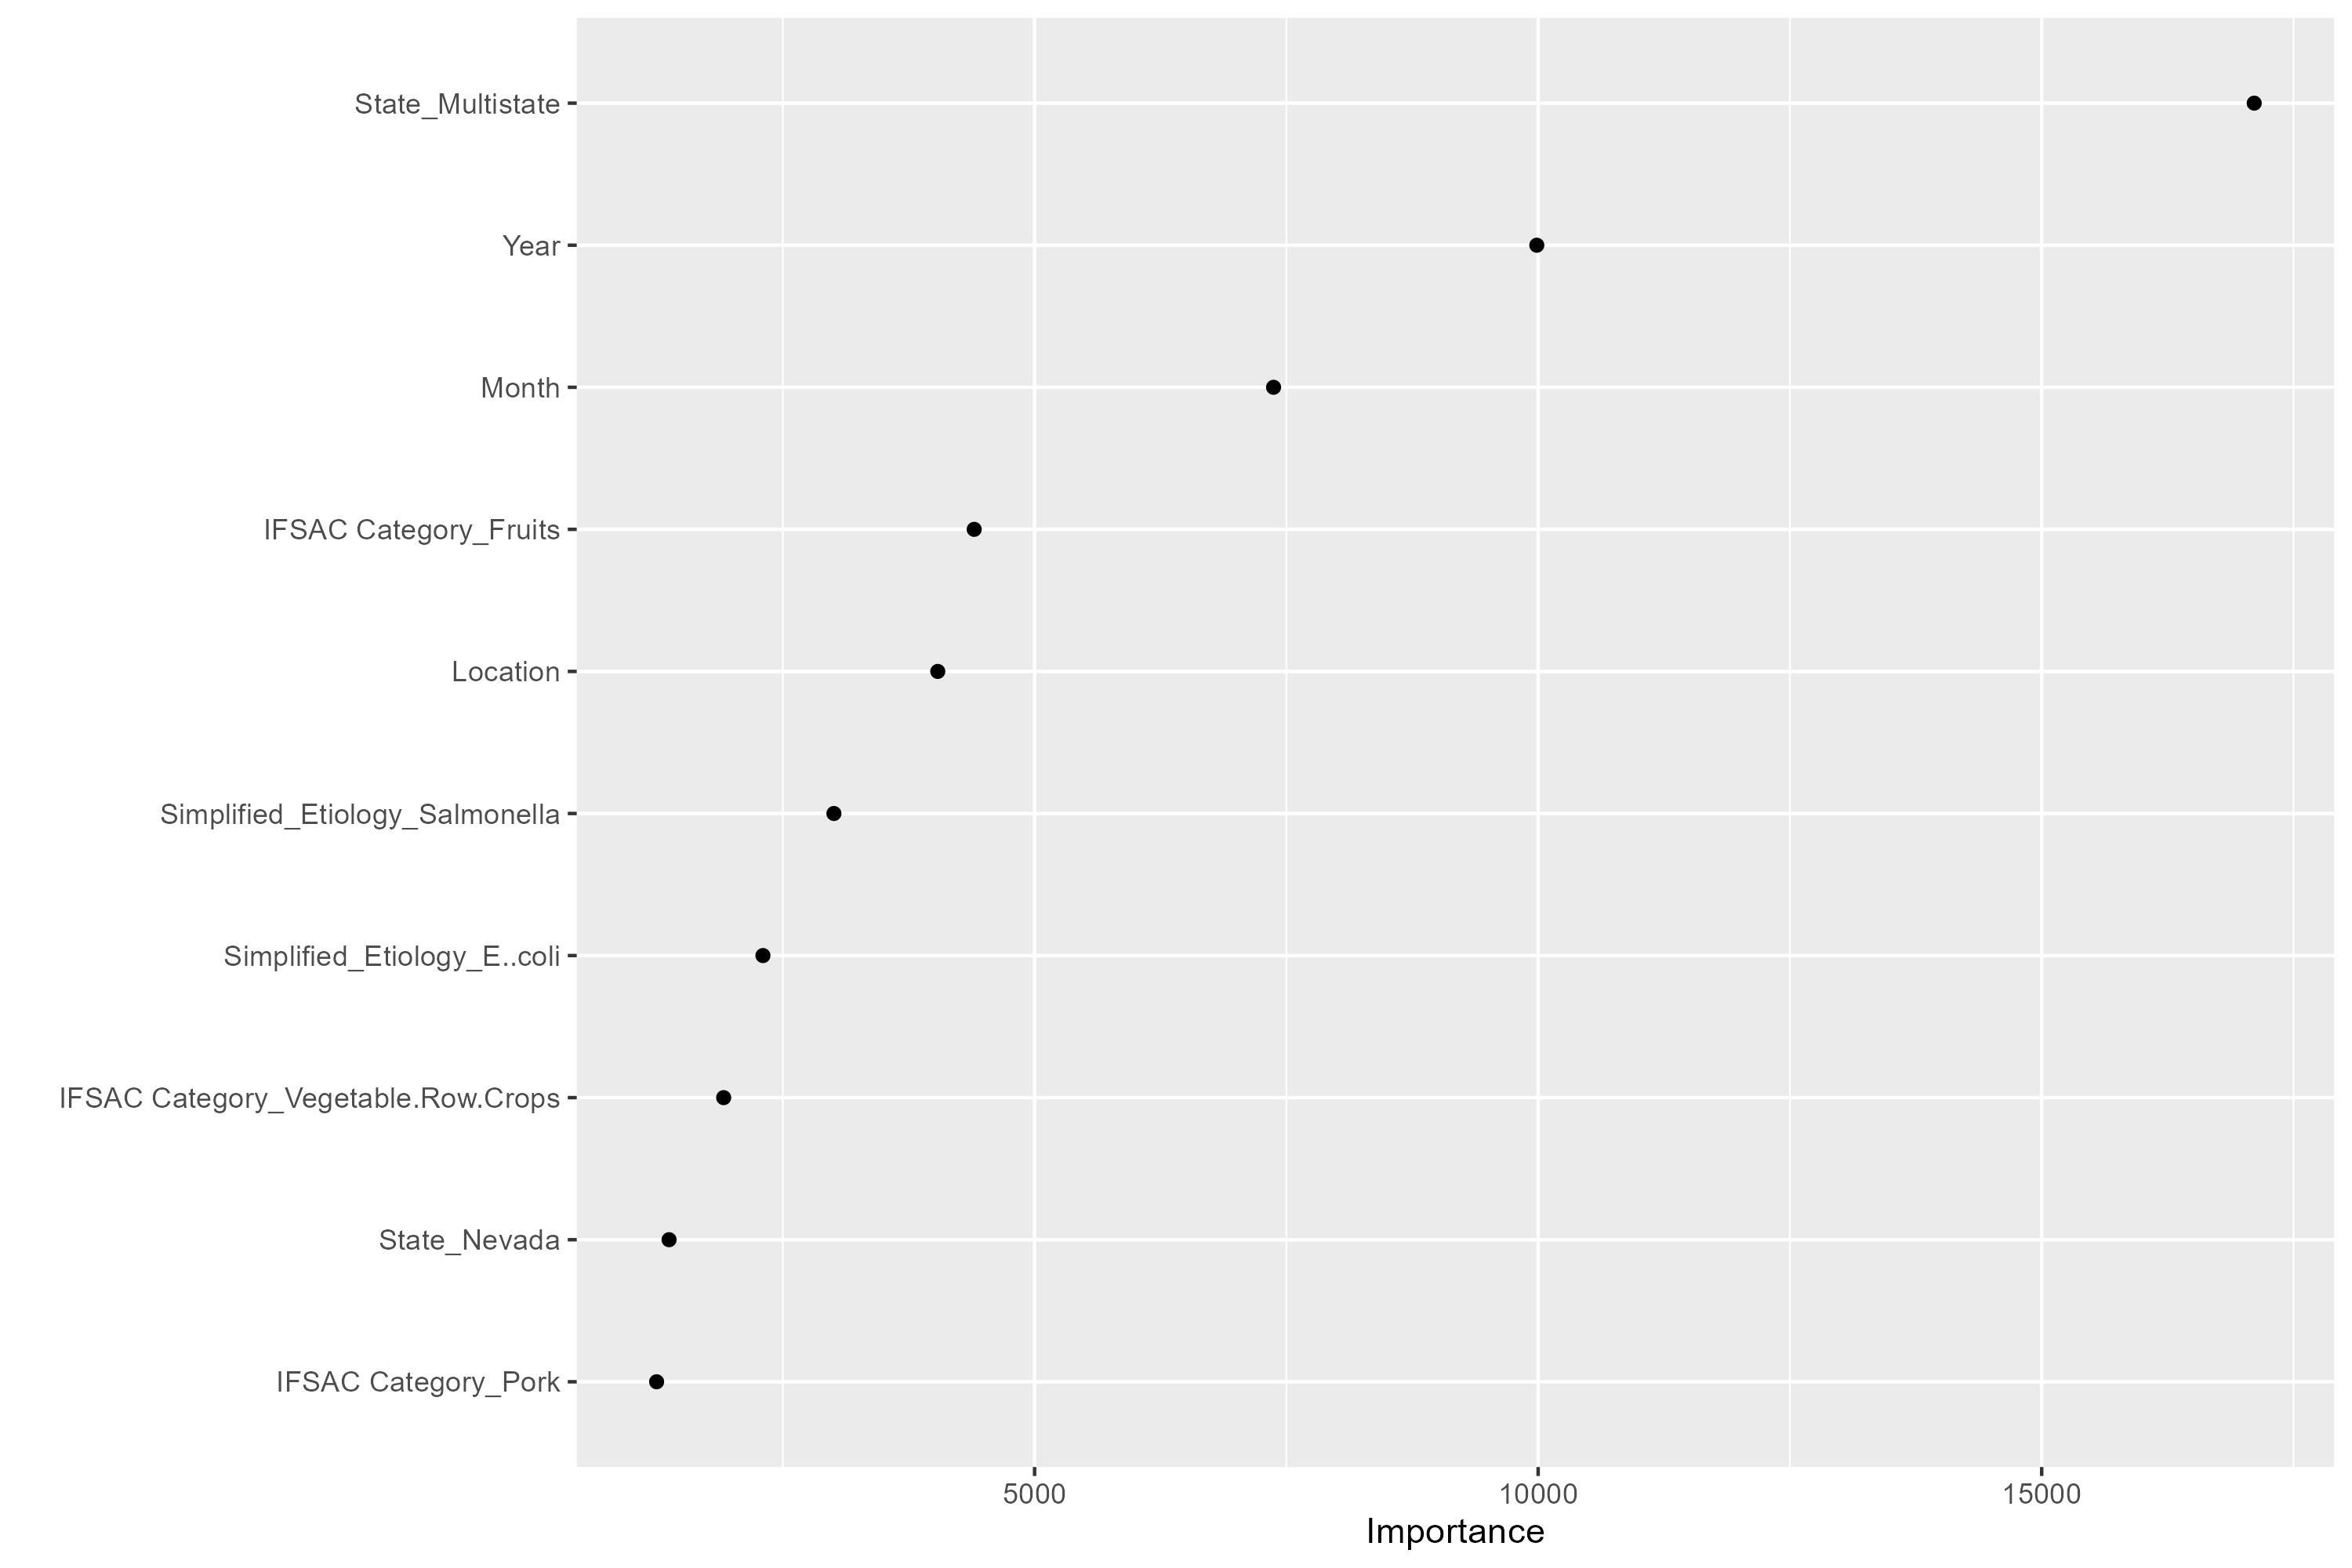 State_Multistate
Year
Month
IFSAC Category_Fruits
Location
Simplified_Etiology_Salmonella
Simplified_Etiology_E..coli
IFSAC Category_Vegetable.Row.Crops
State_Nevada
IFSAC Category_Pork
5000 10000 15000
Importance